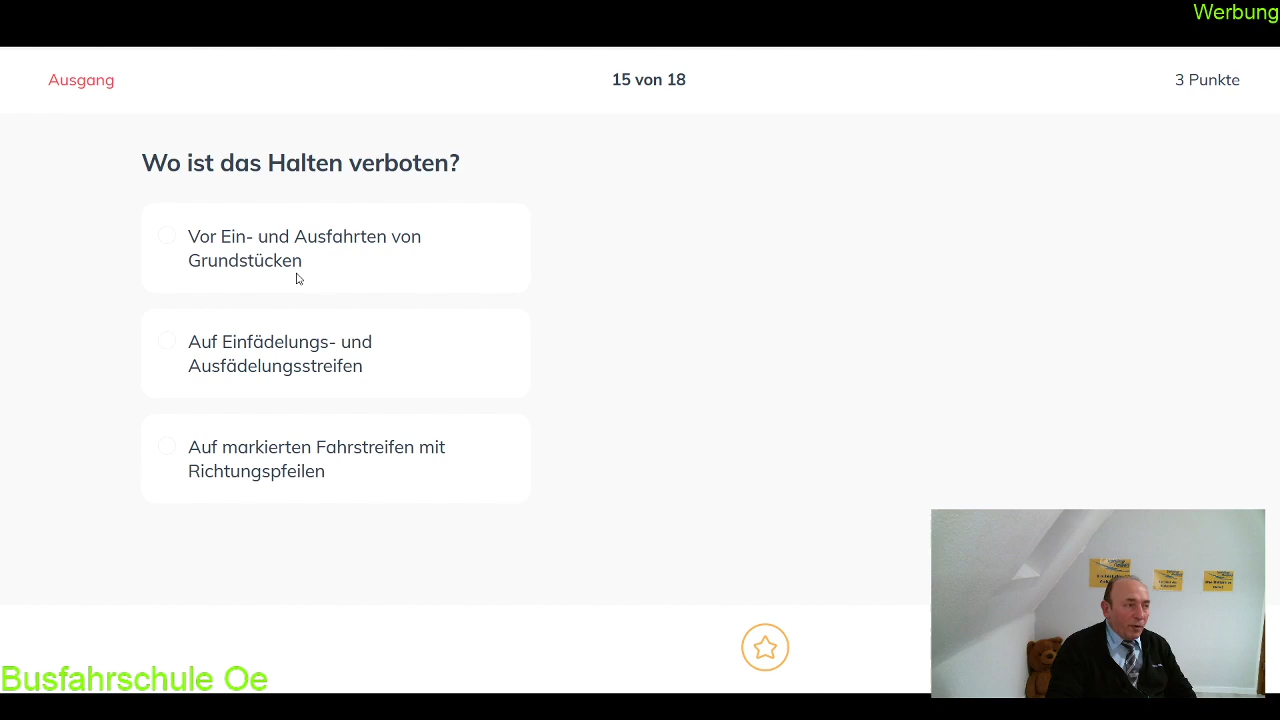 Werbung
Ausgang
15 von 18
3 Punkte
Wo ist das Halten verboten?
Vor Ein- und Ausfahrten von
Grundstücken
Auf Einfädelungs- und
Ausfädelungsstreifen
Auf markierten Fahrstreifen mit
Richtungspfeilen
Busfahrschule Oe